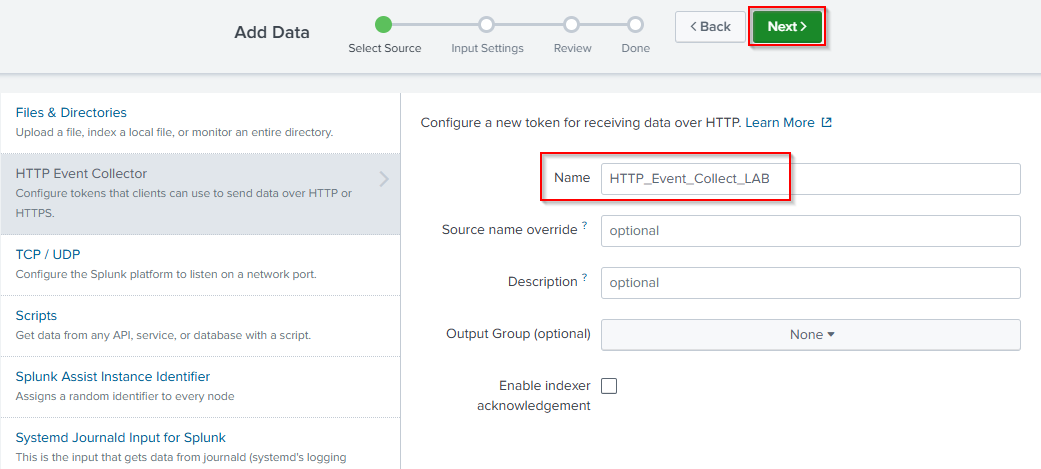 Add Data
Select Source
Input Settings
Review
Done
< Back
Next >
Files & Directories
Upload a file, index a local file, or monitor an entire directory.
HTTP Event Collector
Configure tokens that clients can use to send data over HTTP or
HTTPS.
TCP / UDP
Configure the Splunk platform to listen on a network port.
Scripts
Get data from any API, service, or database with a script.
Splunk Assist Instance Identifier
Assigns a random identifier to every node
Systemd Journald Input for Splunk
This is the input that gets data from journald (systemd's logging
Configure a new token for receiving data over HTTP. Learn More
Name HTTP_Event_Collect_LAB
Source name override ? optional
Description ? optional
Output Group (optional) None
Enable indexer
acknowledgement